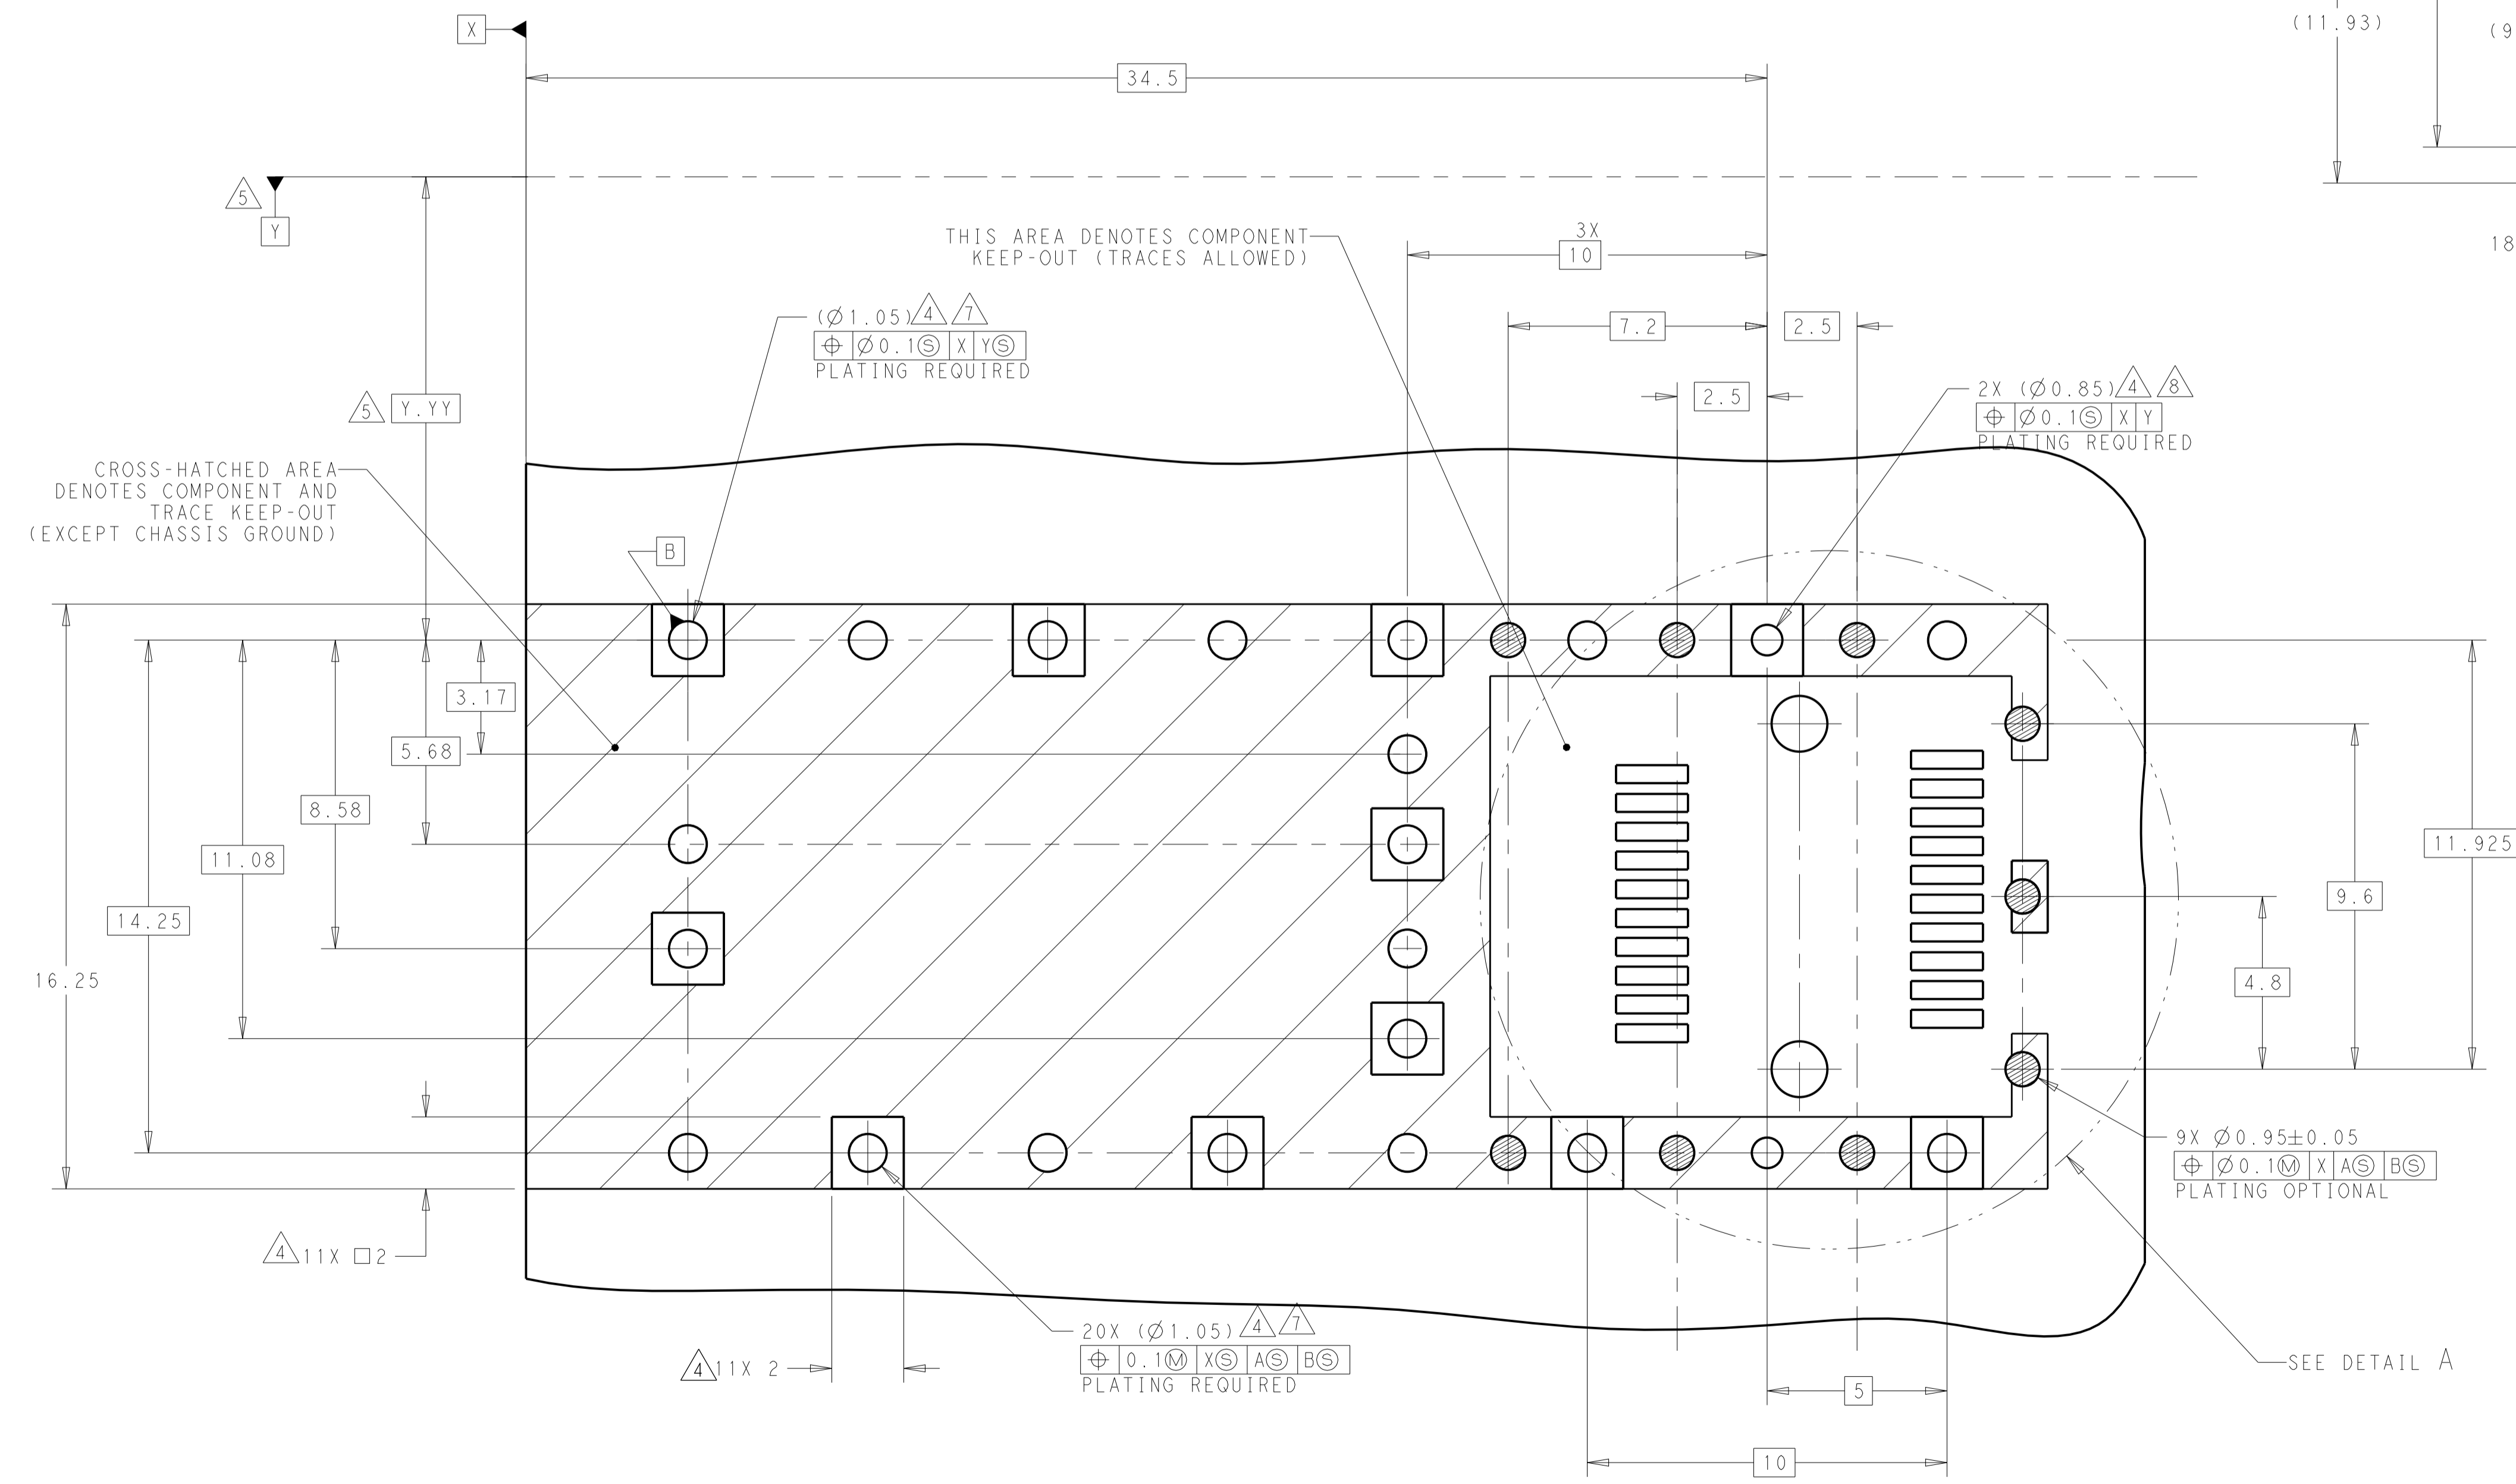 X
34.5
(11.93)
(9
18
5
Y
THIS AREA DENOTES COMPONENT
KEEP-OUT (TRACES ALLOWED)
3X
10
(Ø1.05) 4 7
⌖ Ø0.1Ⓢ X YⓈ
PLATING REQUIRED
7.2
2.5
2.5
2X (Ø0.85) 4 8
⌖ Ø0.1Ⓢ X Y
PLATING REQUIRED
5 Y.YY
CROSS-HATCHED AREA
DENOTES COMPONENT AND
TRACE KEEP-OUT
(EXCEPT CHASSIS GROUND)
B
3.17
5.68
8.58
11.08
14.25
16.25
11.925
9.6
4.8
9X Ø0.95±0.05
⌖ Ø0.1Ⓜ X AⓈ BⓈ
PLATING OPTIONAL
4 11X □2
4 11X 2
20X (Ø1.05) 4 7
⌖ 0.1Ⓜ XⓈ AⓈ BⓈ
PLATING REQUIRED
SEE DETAIL A
5
10